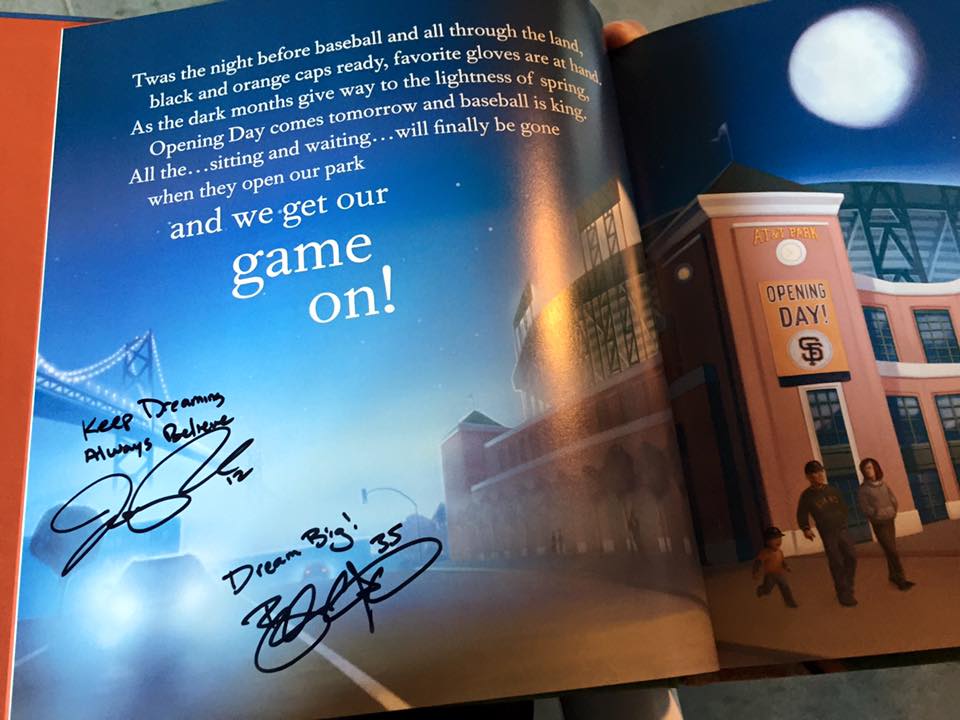 Twas the night before baseball and all through the land,
black and orange caps ready, favorite gloves are at hand.
As the dark months give way to the lightness of spring,
Opening Day comes tomorrow and baseball is king.
All the...sitting and waiting...will finally be gone
when they open our park
and we get our
game
on!
Keep Dreaming
Always Believe
12
Dream Big! 35
AT&T PARK
OPENING
DAY!
SF